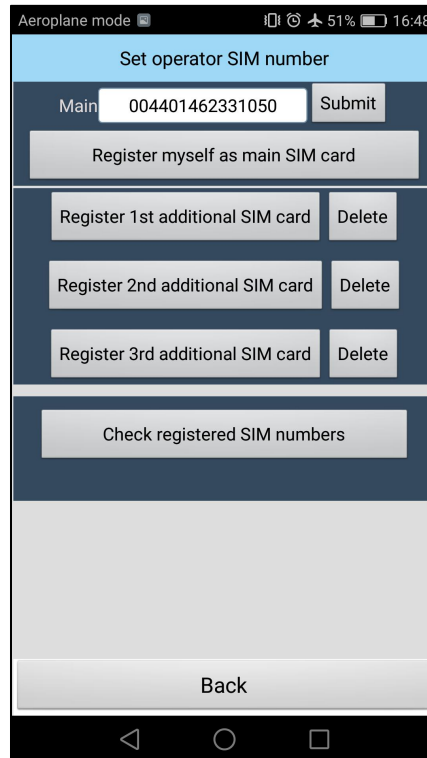 Aeroplane mode 51% 16:48
Set operator SIM number
Main 004401462331050 Submit
Register myself as main SIM card
Register 1st additional SIM card Delete
Register 2nd additional SIM card Delete
Register 3rd additional SIM card Delete
Check registered SIM numbers
Back